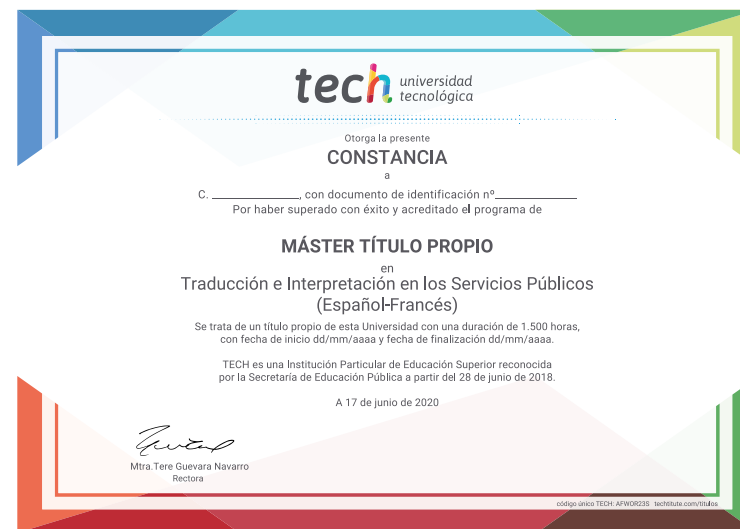 tech universidad
tecnológica
Otorga la presente
CONSTANCIA
a
C. ______________, con documento de identificación nº_____________
Por haber superado con éxito y acreditado el programa de
MÁSTER TÍTULO PROPIO
en
Traducción e Interpretación en los Servicios Públicos
(Español-Francés)
Se trata de un título propio de esta Universidad con una duración de 1.500 horas,
con fecha de inicio dd/mm/aaaa y fecha de finalización dd/mm/aaaa.
TECH es una Institución Particular de Educación Superior reconocida
por la Secretaría de Educación Pública a partir del 28 de junio de 2018.
A 17 de junio de 2020
Mtra.Tere Guevara Navarro
Rectora
código único TECH: AFWOR23S techtitute.com/titulos